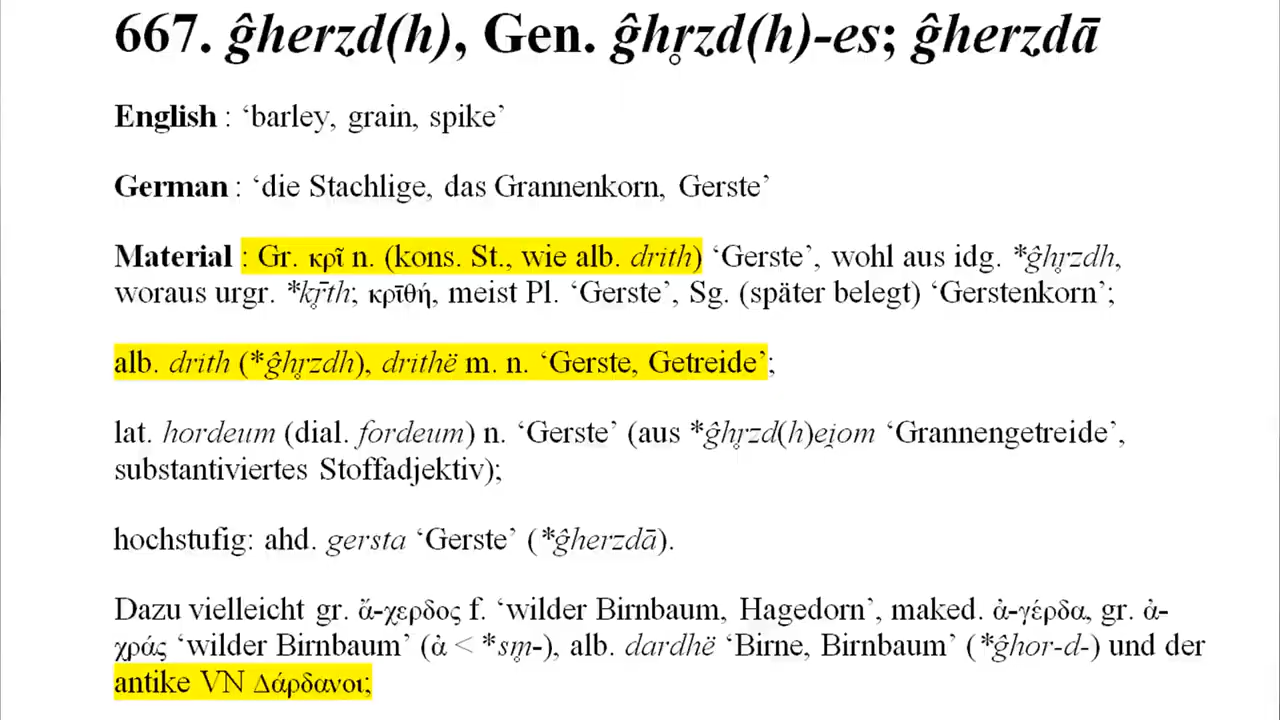 667. ĝherzd(h), Gen. ĝhr̥zd(h)-es; ĝherzdā
English : ‘barley, grain, spike’
German : ‘die Stachlige, das Grannenkorn, Gerste’
Material : Gr. κρῖ n. (kons. St., wie alb. drith) ‘Gerste’, wohl aus idg. *ĝhr̥zdh,
woraus urgr. *kr̥̄th; κρῑθή, meist Pl. ‘Gerste’, Sg. (später belegt) ‘Gerstenkorn’;
alb. drith (*ĝhr̥zdh), drithë m. n. ‘Gerste, Getreide’;
lat. hordeum (dial. fordeum) n. ‘Gerste’ (aus *ĝhr̥zd(h)ei̯om ‘Grannengetreide’,
substantiviertes Stoffadjektiv);
hochstufig: ahd. gersta ‘Gerste’ (*ĝherzdā).
Dazu vielleicht gr. ἄ-χερδος f. ‘wilder Birnbaum, Hagedorn’, maked. ἀ-γέρδα, gr. ἀ-
χράς ‘wilder Birnbaum’ (ἀ < *sm̥-), alb. dardhë ‘Birne, Birnbaum’ (*ĝhor-d-) und der
antike VN Δάρδανοι;